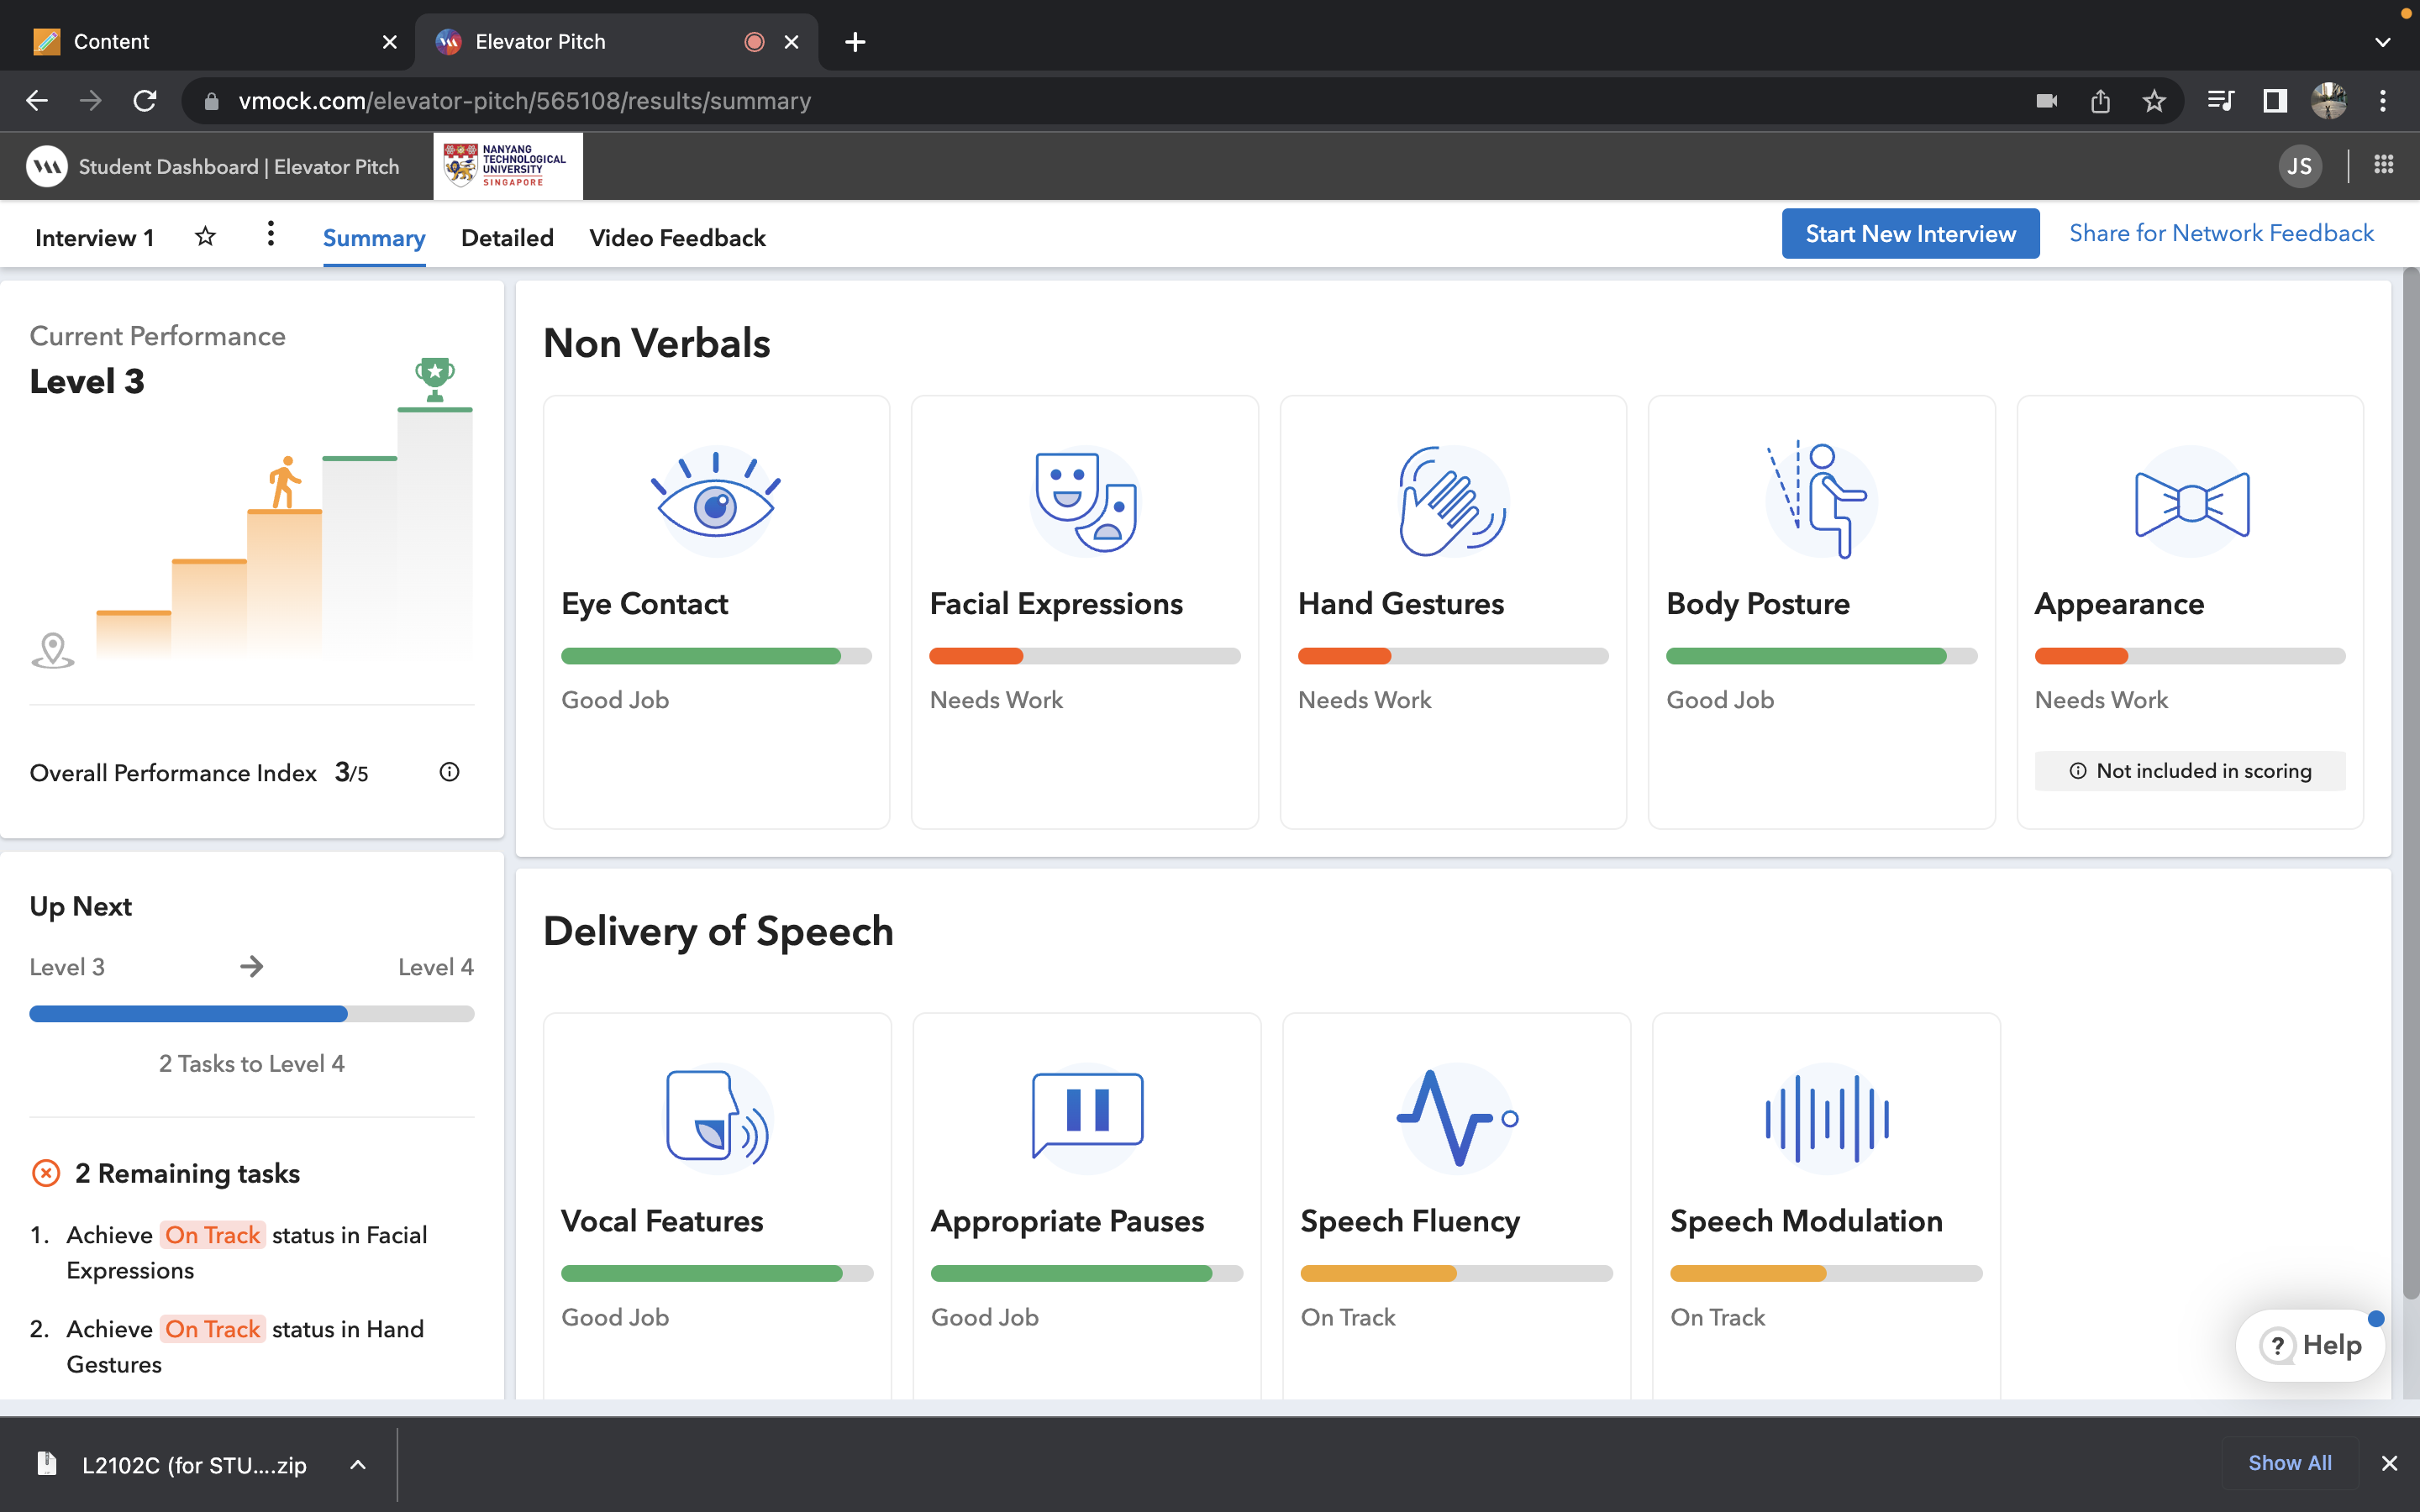 Content
Elevator Pitch
vmock.com/elevator-pitch/565108/results/summary
Student Dashboard | Elevator Pitch
NANYANG
TECHNOLOGICAL
UNIVERSITY
SINGAPORE
JS
Interview 1
Summary
Detailed
Video Feedback
Start New Interview
Share for Network Feedback
Current Performance
Level 3
Overall Performance Index 3/5
Up Next
Level 3
Level 4
2 Tasks to Level 4
2 Remaining tasks
1. Achieve On Track status in Facial
Expressions
2. Achieve On Track status in Hand
Gestures
Non Verbals
Eye Contact
Good Job
Facial Expressions
Needs Work
Hand Gestures
Needs Work
Body Posture
Good Job
Appearance
Needs Work
Not included in scoring
Delivery of Speech
Vocal Features
Good Job
Appropriate Pauses
Good Job
Speech Fluency
On Track
Speech Modulation
On Track
? Help
L2102C (for STU....zip
Show All